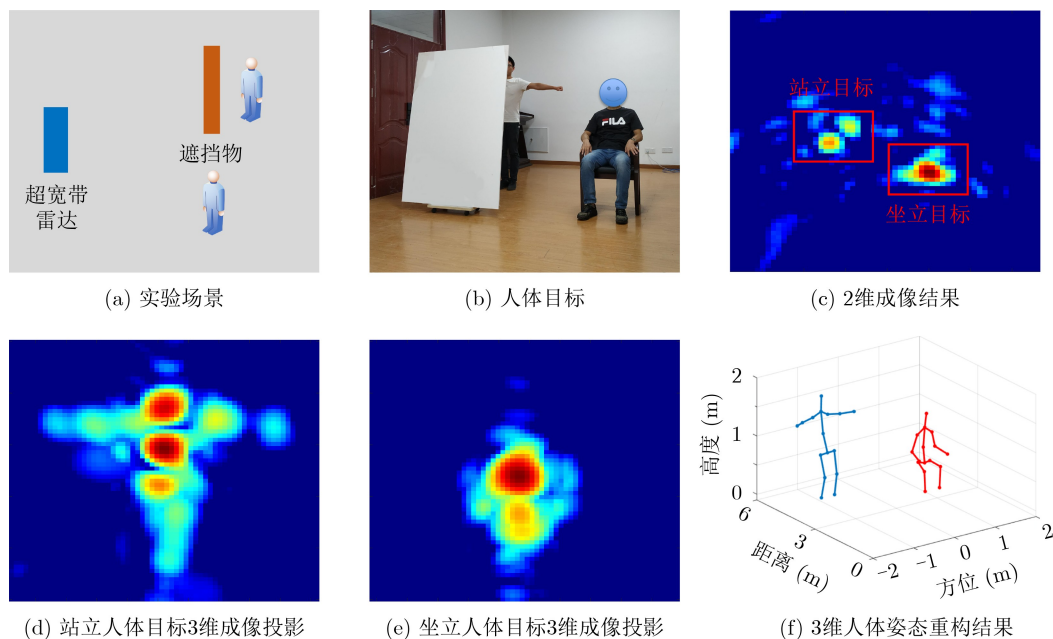 遮挡物
超宽带
雷达
(a) 实验场景
FILA
(b) 人体目标
站立目标
坐立目标
(c) 2维成像结果
(d) 站立人体目标3维成像投影
(e) 坐立人体目标3维成像投影
2
1
0
高度 (m)
6
3
0
距离 (m)
−2
−1
0
1
2
方位 (m)
(f) 3维人体姿态重构结果